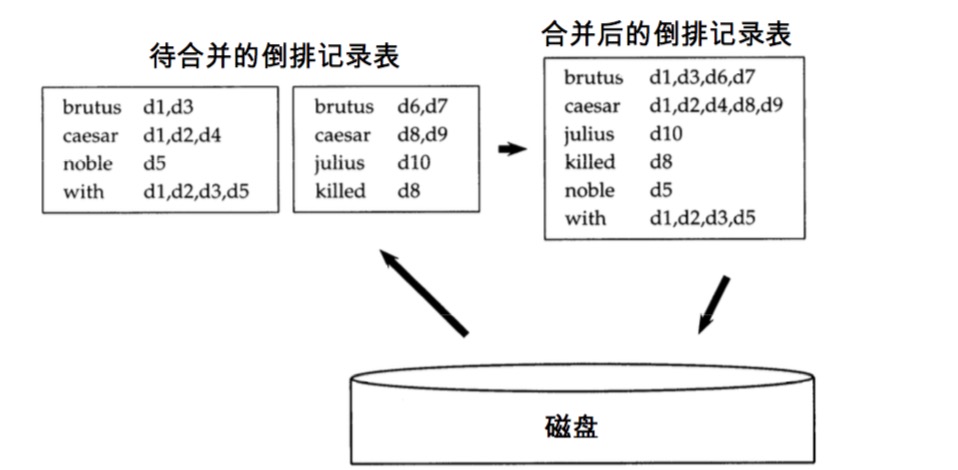 待合并的倒排记录表
brutus d1,d3
caesar d1,d2,d4
noble d5
with d1,d2,d3,d5
brutus d6,d7
caesar d8,d9
julius d10
killed d8
合并后的倒排记录表
brutus d1,d3,d6,d7
caesar d1,d2,d4,d8,d9
julius d10
killed d8
noble d5
with d1,d2,d3,d5
磁盘